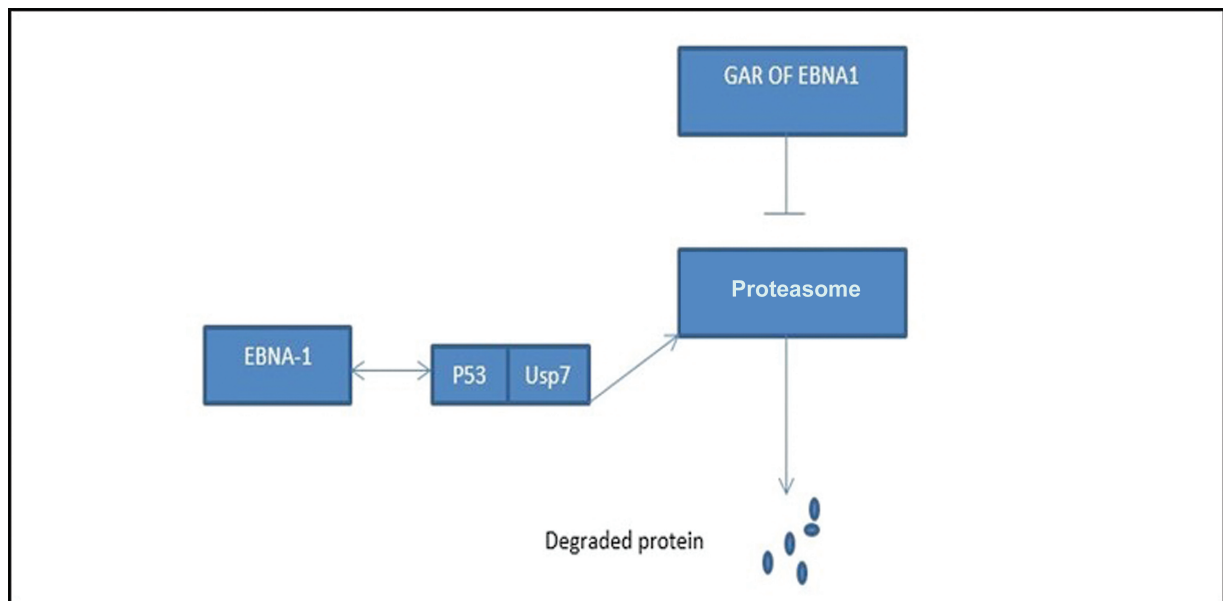 GAR OF EBNA1
Proteasome
EBNA-1
P53
Usp7
Degraded protein